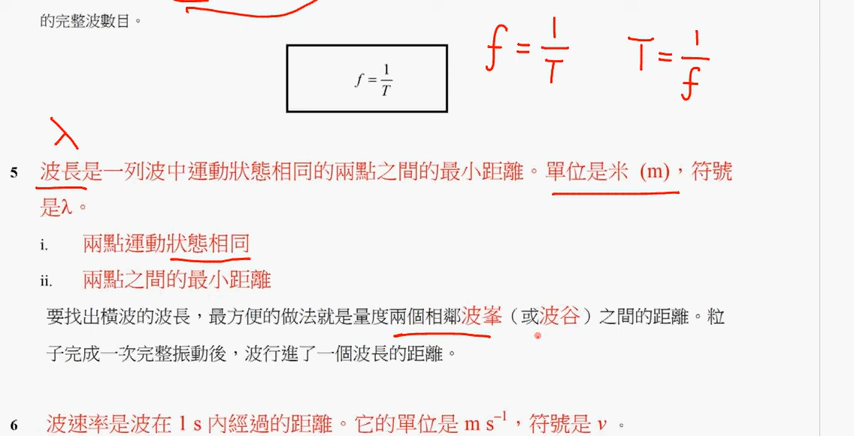 的完整波數目。
f = 1/T
f = 1/T T = 1/f
λ
5 波長是一列波中運動狀態相同的兩點之間的最小距離。單位是米 (m)，符號
是λ。
i. 兩點運動狀態相同
ii. 兩點之間的最小距離
要找出橫波的波長，最方便的做法就是量度兩個相鄰波峯（或波谷）之間的距離。粒
子完成一次完整振動後，波行進了一個波長的距離。
6 波速率是波在 1 s 內經過的距離。它的單位是 m s⁻¹，符號是 v 。